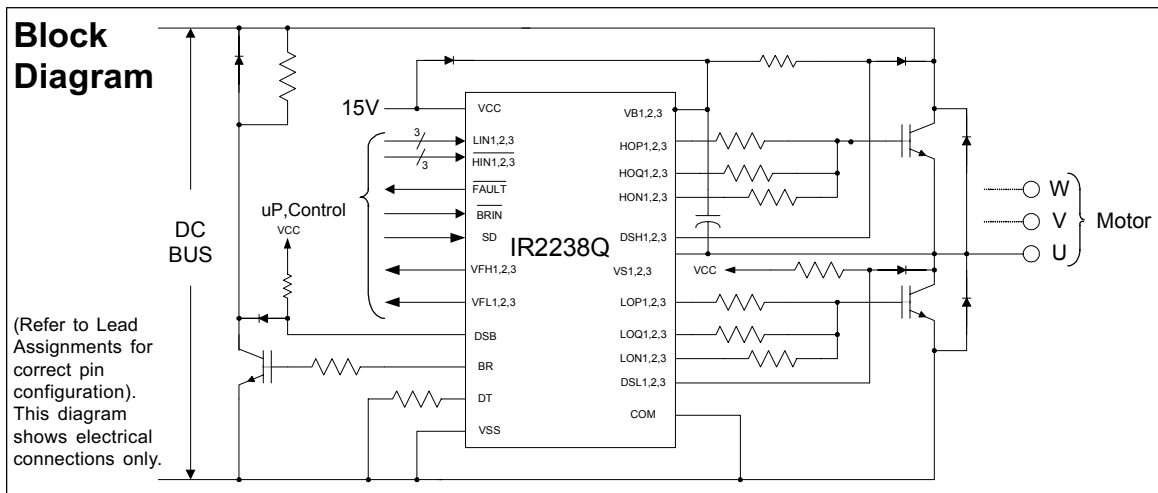 Block
Diagram
15V
VCC
VB1,2,3
3
LIN1,2,3
HOP1,2,3
3
HIN1,2,3
HOQ1,2,3
FAULT
HON1,2,3
uP,Control
VCC
BRIN
W
DC
BUS
SD
IR2238Q
DSH1,2,3
V
Motor
U
VFH1,2,3
VS1,2,3
VCC
VFL1,2,3
LOP1,2,3
DSB
LOQ1,2,3
BR
LON1,2,3
DT
DSL1,2,3
VSS
COM
(Refer to Lead
Assignments for
correct pin
configuration).
This diagram
shows electrical
connections only.